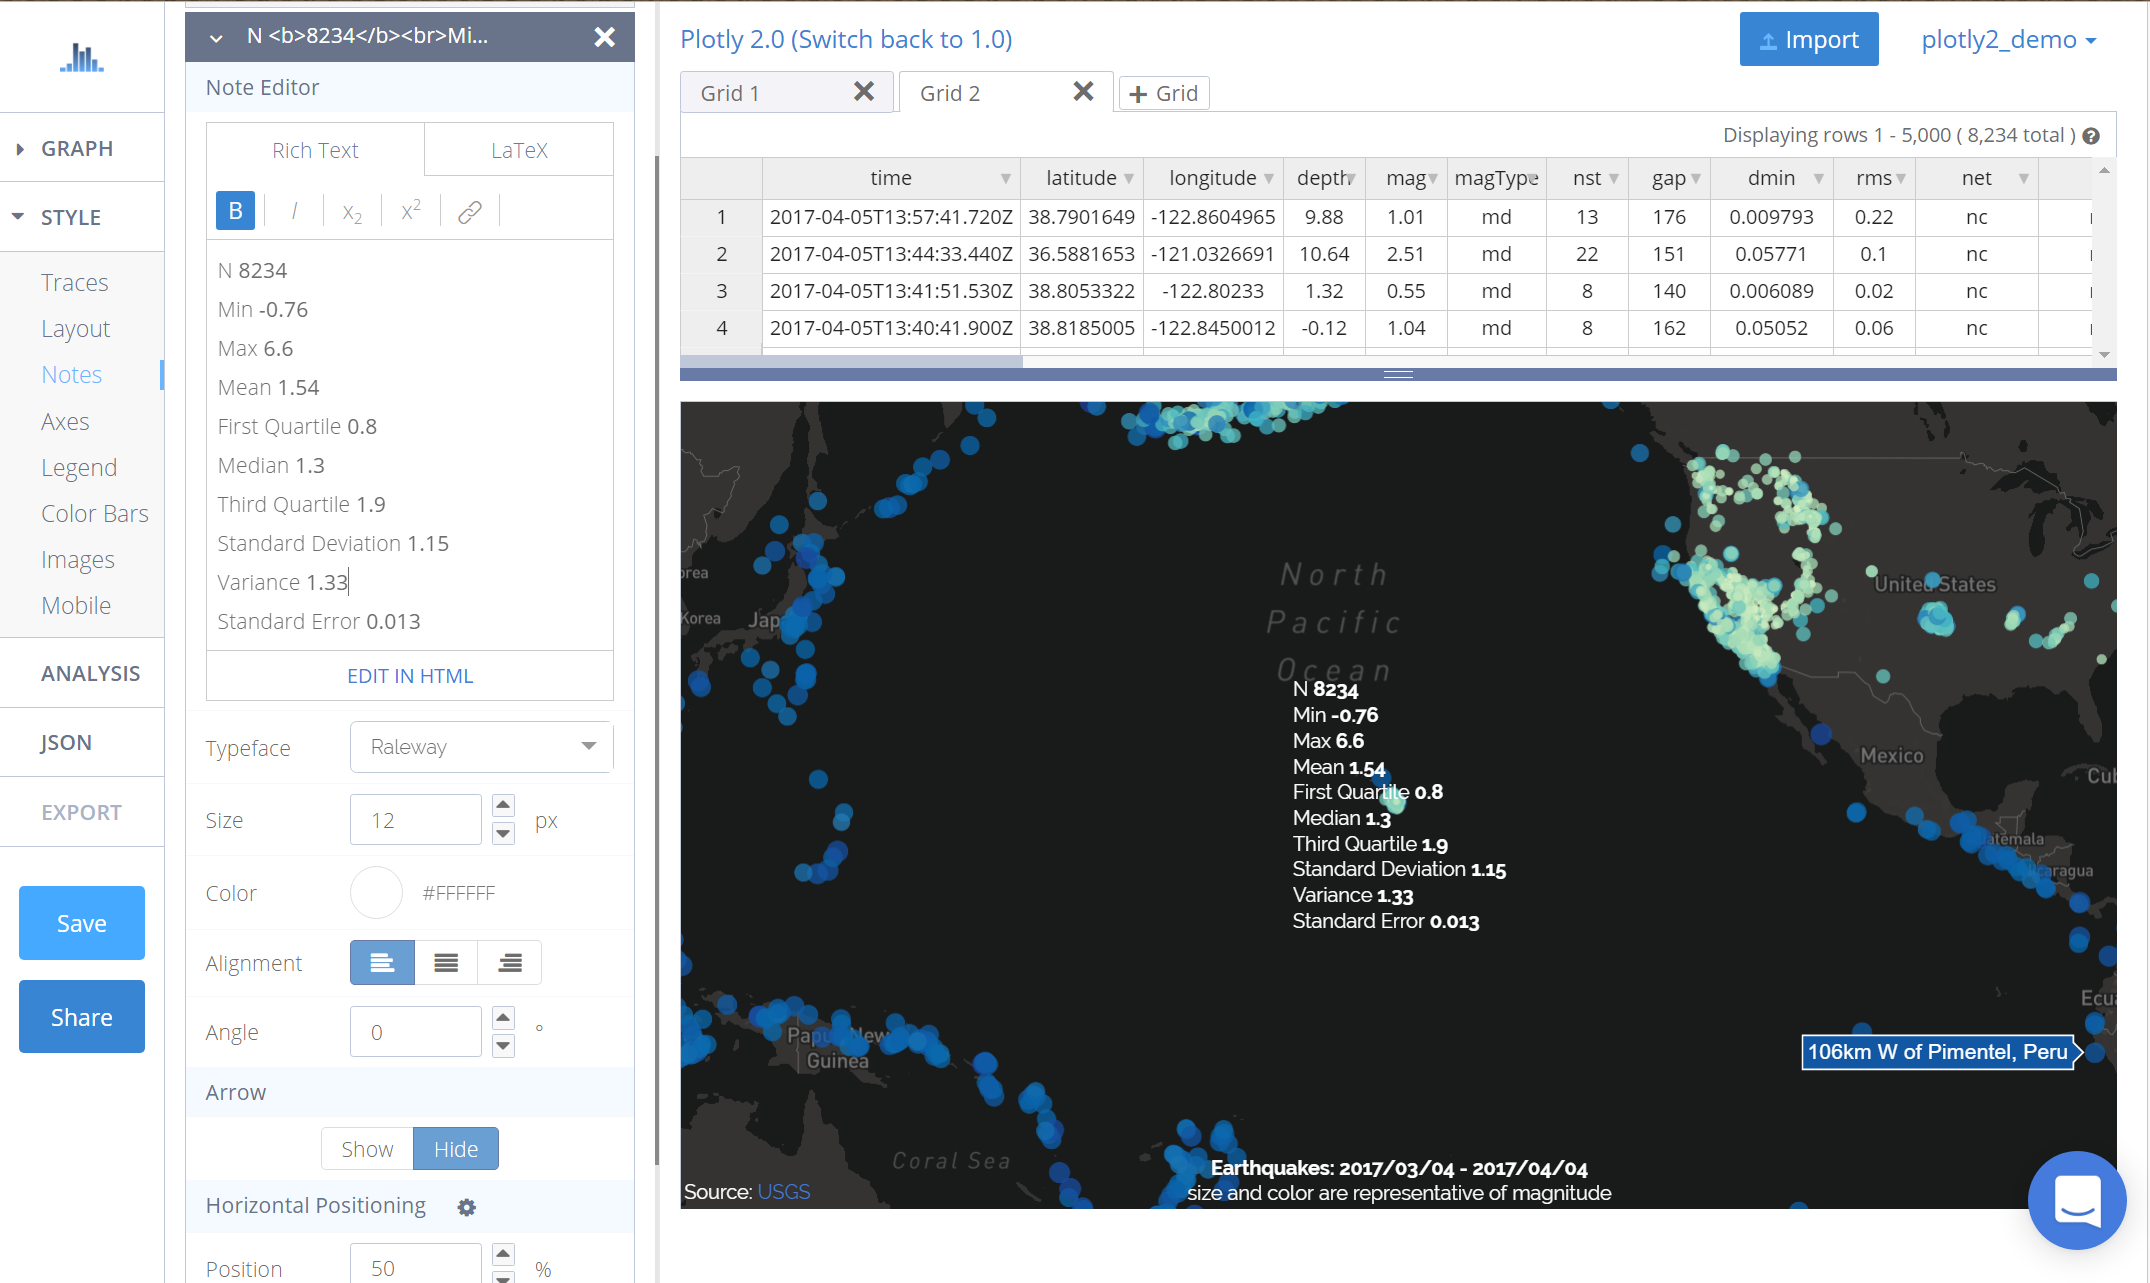 N <b>8234</b><br>Mi...
Note Editor
Rich Text
LaTeX
B
I
x2
x2
N 8234
Min -0.76
Max 6.6
Mean 1.54
First Quartile 0.8
Median 1.3
Third Quartile 1.9
Standard Deviation 1.15
Variance 1.33
Standard Error 0.013
EDIT IN HTML
Typeface
Raleway
Size
12
px
Color
#FFFFFF
Alignment
Angle
0
°
Arrow
Show
Hide
Horizontal Positioning
Position
50
%
GRAPH
STYLE
Traces
Layout
Notes
Axes
Legend
Color Bars
Images
Mobile
ANALYSIS
JSON
EXPORT
Save
Share
Plotly 2.0 (Switch back to 1.0)
Import
plotly2_demo
Grid 1
Grid 2
+ Grid
Displaying rows 1 - 5,000 ( 8,234 total )
time latitude longitude depth mag magType nst gap dmin rms net
1 2017-04-05T13:57:41.720Z 38.7901649 -122.8604965 9.88 1.01 md 13 176 0.009793 0.22 nc
2 2017-04-05T13:44:33.440Z 36.5881653 -121.0326691 10.64 2.51 md 22 151 0.05771 0.1 nc
3 2017-04-05T13:41:51.530Z 38.8053322 -122.80233 1.32 0.55 md 8 140 0.006089 0.02 nc
4 2017-04-05T13:40:41.900Z 38.8185005 -122.8450012 -0.12 1.04 md 8 162 0.05052 0.06 nc
orea
Korea
Jap
North
Pacific
Ocean
United States
Mexico
Cub
atemala
caragua
Ecu
N 8234
Min -0.76
Max 6.6
Mean 1.54
First Quartile 0.8
Median 1.3
Third Quartile 1.9
Standard Deviation 1.15
Variance 1.33
Standard Error 0.013
Papu New
Guinea
106km W of Pimentel, Peru
Coral Sea
Earthquakes: 2017/03/04 - 2017/04/04
size and color are representative of magnitude
Source: USGS